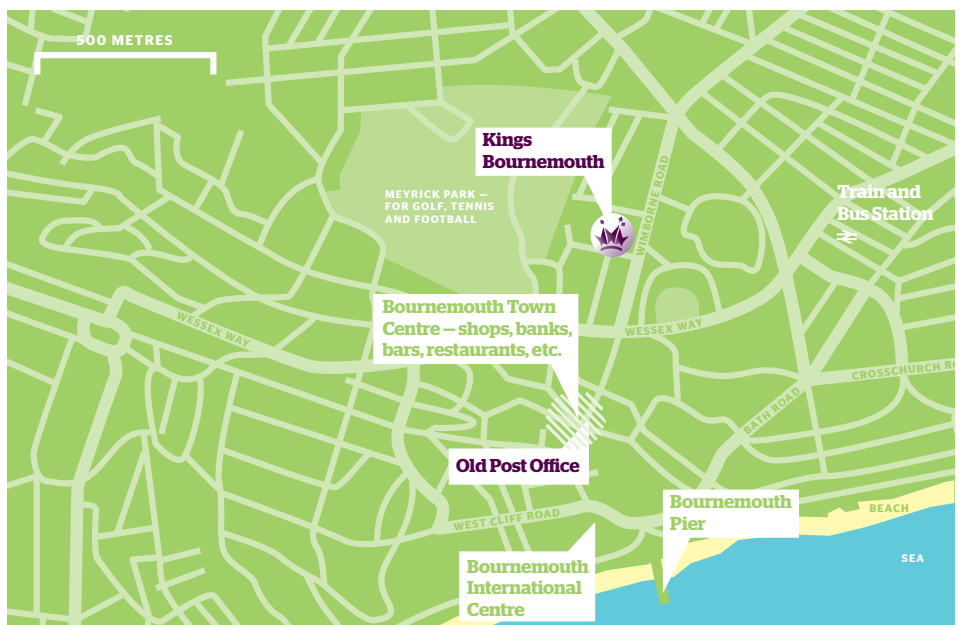 500 METRES
Kings
Bournemouth
MEYRICK PARK —
FOR GOLF, TENNIS
AND FOOTBALL
WIMBORNE ROAD
Train and
Bus Station
Bournemouth Town
Centre — shops, banks,
bars, restaurants, etc.
WESSEX WAY
WESSEX WAY
CROSSCHURCH RO
BATH ROAD
Old Post Office
WEST CLIFF ROAD
Bournemouth
Pier
BEACH
Bournemouth
International
Centre
SEA